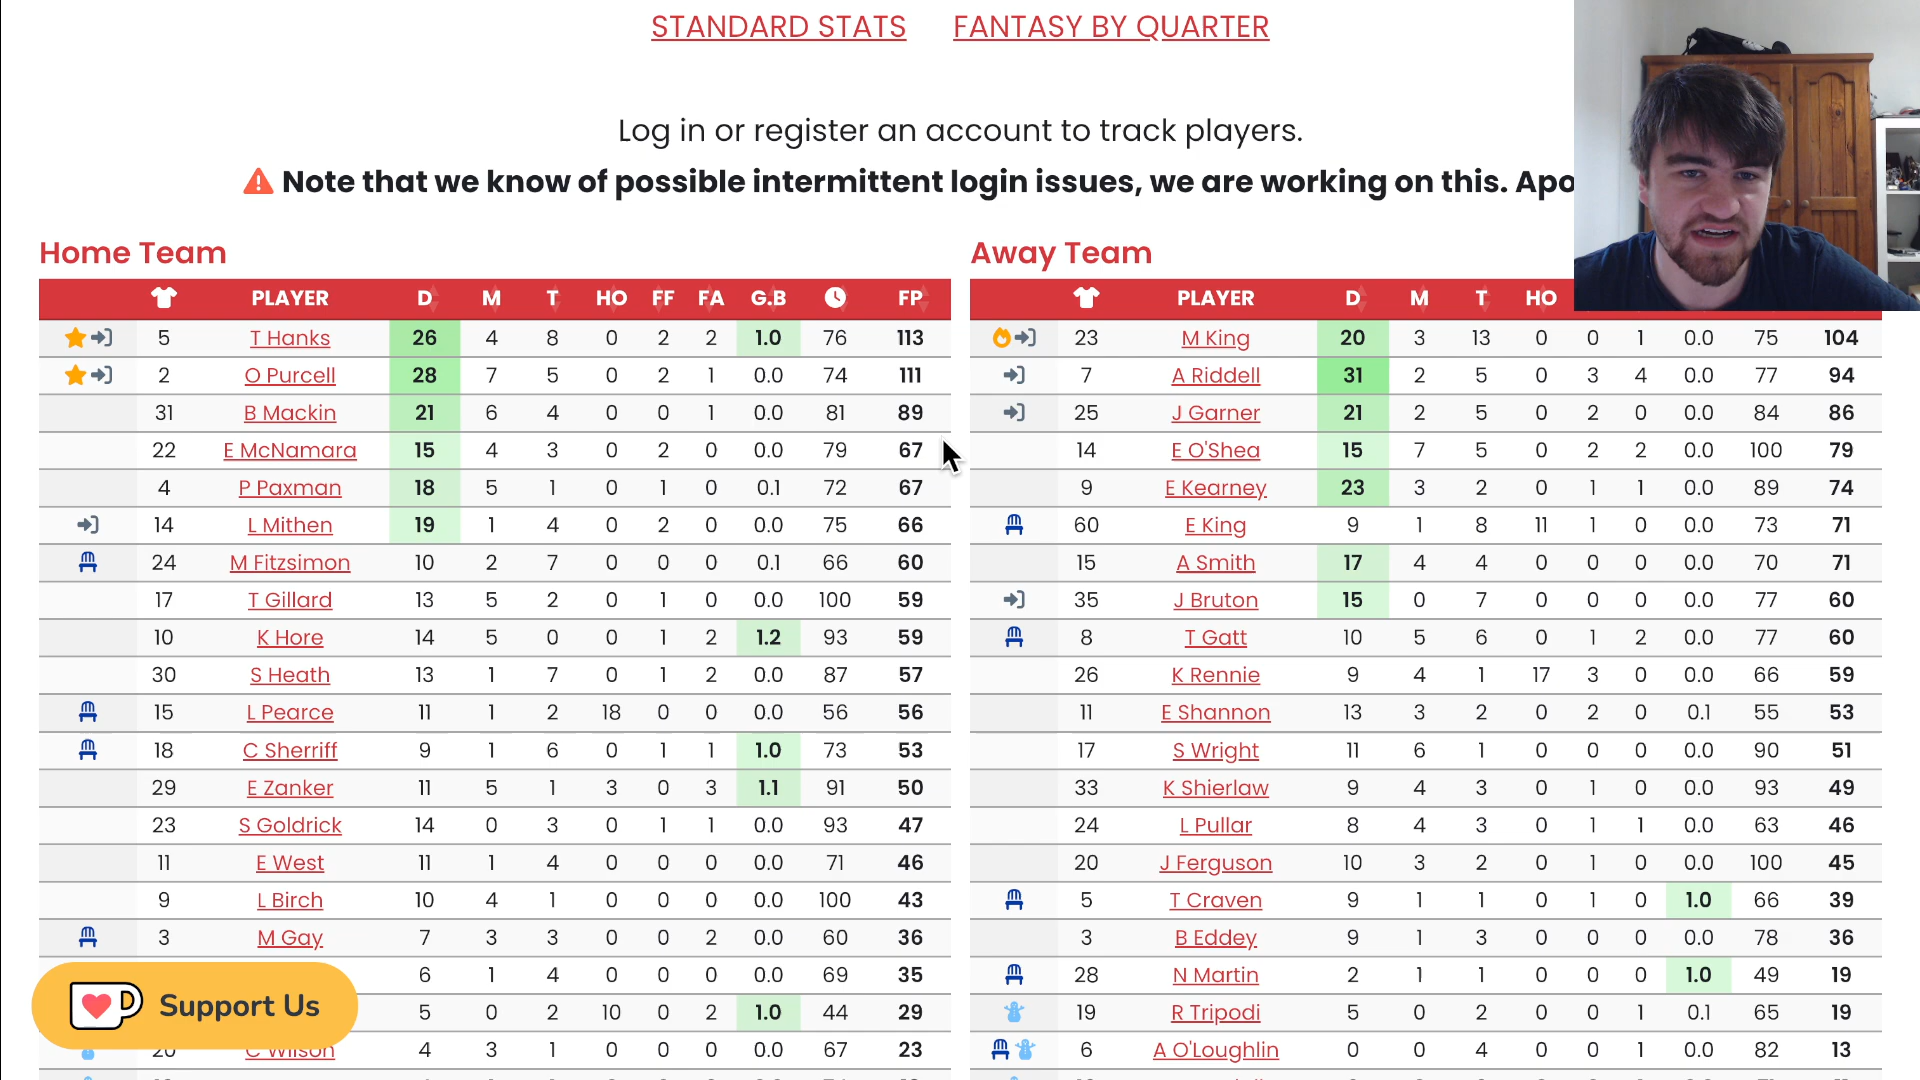 STANDARD STATS FANTASY BY QUARTER
Log in or register an account to track players.
Note that we know of possible intermittent login issues, we are working on this. Apo
Home Team
PLAYER D M T HO FF FA G.B FP
5 T Hanks 26 4 8 0 2 2 1.0 76 113
2 O Purcell 28 7 5 0 2 1 0.0 74 111
31 B Mackin 21 6 4 0 0 1 0.0 81 89
22 E McNamara 15 4 3 0 2 0 0.0 79 67
4 P Paxman 18 5 1 0 1 0 0.1 72 67
14 L Mithen 19 1 4 0 2 0 0.0 75 66
24 M Fitzsimon 10 2 7 0 0 0 0.1 66 60
17 T Gillard 13 5 2 0 1 0 0.0 100 59
10 K Hore 14 5 0 0 1 2 1.2 93 59
30 S Heath 13 1 7 0 1 2 0.0 87 57
15 L Pearce 11 1 2 18 0 0 0.0 56 56
18 C Sherriff 9 1 6 0 1 1 1.0 73 53
29 E Zanker 11 5 1 3 0 3 1.1 91 50
23 S Goldrick 14 0 3 0 1 1 0.0 93 47
11 E West 11 1 4 0 0 0 0.0 71 46
9 L Birch 10 4 1 0 0 0 0.0 100 43
3 M Gay 7 3 3 0 0 2 0.0 60 36
6 1 4 0 0 0 0.0 69 35
5 0 2 10 0 2 1.0 44 29
20 C Wilson 4 3 1 0 0 0 0.0 67 23
Support Us
Away Team
PLAYER D M T HO
23 M King 20 3 13 0 0 1 0.0 75 104
7 A Riddell 31 2 5 0 3 4 0.0 77 94
25 J Garner 21 2 5 0 2 0 0.0 84 86
14 E O'Shea 15 7 5 0 2 2 0.0 100 79
9 E Kearney 23 3 2 0 1 1 0.0 89 74
60 E King 9 1 8 11 1 0 0.0 73 71
15 A Smith 17 4 4 0 0 0 0.0 70 71
35 J Bruton 15 0 7 0 0 0 0.0 77 60
8 T Gatt 10 5 6 0 1 2 0.0 77 60
26 K Rennie 9 4 1 17 3 0 0.0 66 59
11 E Shannon 13 3 2 0 2 0 0.1 55 53
17 S Wright 11 6 1 0 0 0 0.0 90 51
33 K Shierlaw 9 4 3 0 1 0 0.0 93 49
24 L Pullar 8 4 3 0 1 1 0.0 63 46
20 J Ferguson 10 3 2 0 1 0 0.0 100 45
5 T Craven 9 1 1 0 1 0 1.0 66 39
3 B Eddey 9 1 3 0 0 0 0.0 78 36
28 N Martin 2 1 1 0 0 0 1.0 49 19
19 R Tripodi 5 0 2 0 0 1 0.1 65 19
6 A O'Loughlin 0 0 4 0 0 1 0.0 82 13